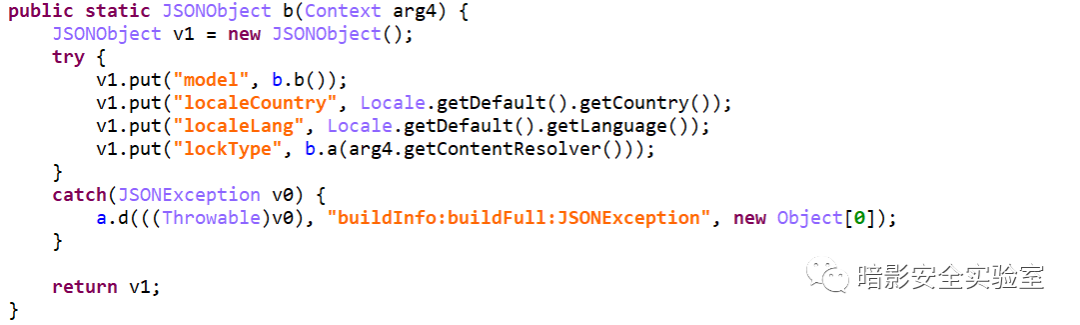 public static JSONObject b(Context arg4) {
    JSONObject v1 = new JSONObject();
    try {
        v1.put("model", b.b());
        v1.put("localeCountry", Locale.getDefault().getCountry());
        v1.put("localeLang", Locale.getDefault().getLanguage());
        v1.put("lockType", b.a(arg4.getContentResolver()));
    }
    catch(JSONException v0) {
        a.d(((Throwable)v0), "buildInfo:buildFull:JSONException", new Object[0]);
    }
    return v1;
}
暗影安全实验室